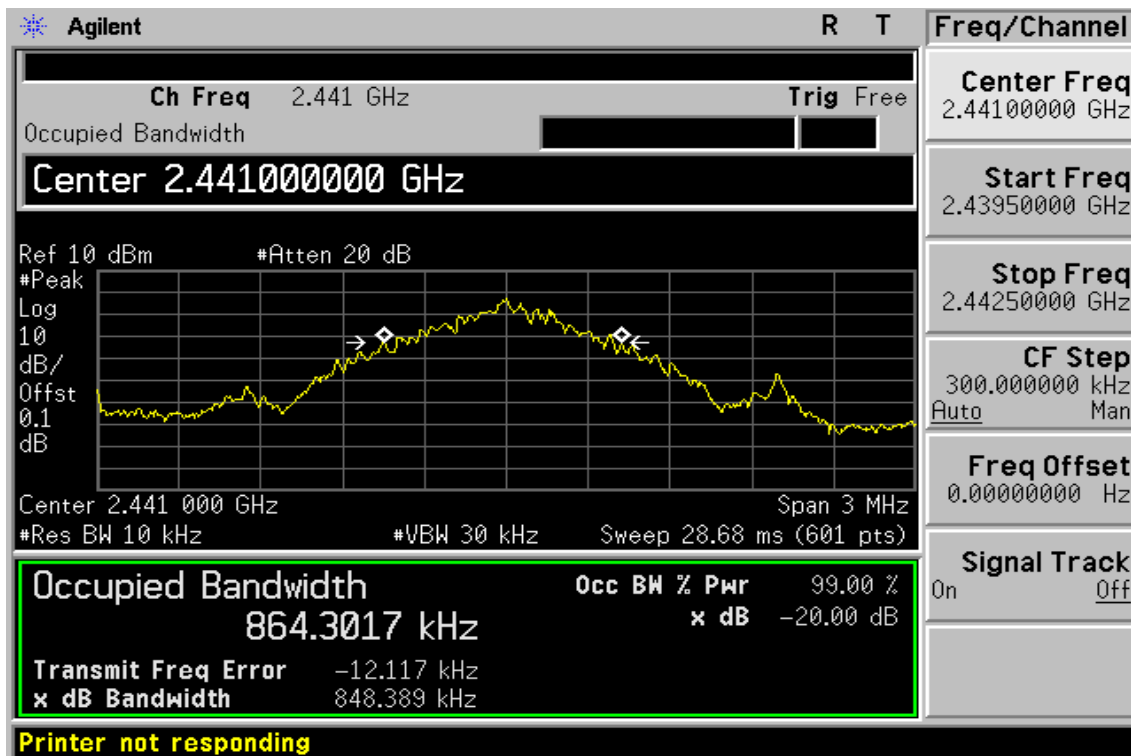 Agilent R T Freq/Channel
Ch Freq 2.441 GHz Trig Free
Occupied Bandwidth
Center 2.441000000 GHz
Ref 10 dBm #Atten 20 dB
#Peak
Log
10
dB/
Offst
0.1
dB
Center 2.441 000 GHz Span 3 MHz
#Res BW 10 kHz #VBW 30 kHz Sweep 28.68 ms (601 pts)
Occupied Bandwidth Occ BW % Pwr 99.00 %
864.3017 kHz x dB -20.00 dB
Transmit Freq Error -12.117 kHz
x dB Bandwidth 848.389 kHz
Printer not responding
Center Freq
2.44100000 GHz
Start Freq
2.43950000 GHz
Stop Freq
2.44250000 GHz
CF Step
300.000000 kHz
Auto Man
Freq Offset
0.00000000 Hz
Signal Track
On Off